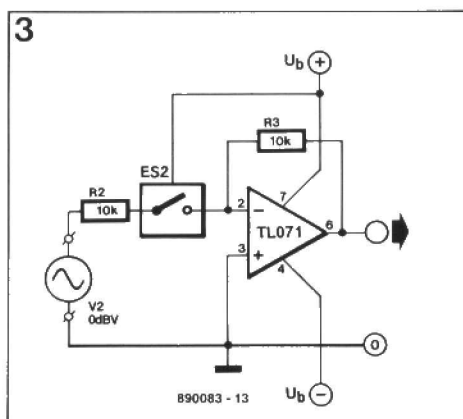 3
Ub +
R3
10k
ES2
R2
10k
2
−
7
TL071
6
3
+
4
V2
0dBV
0
Ub −
890083 - 13